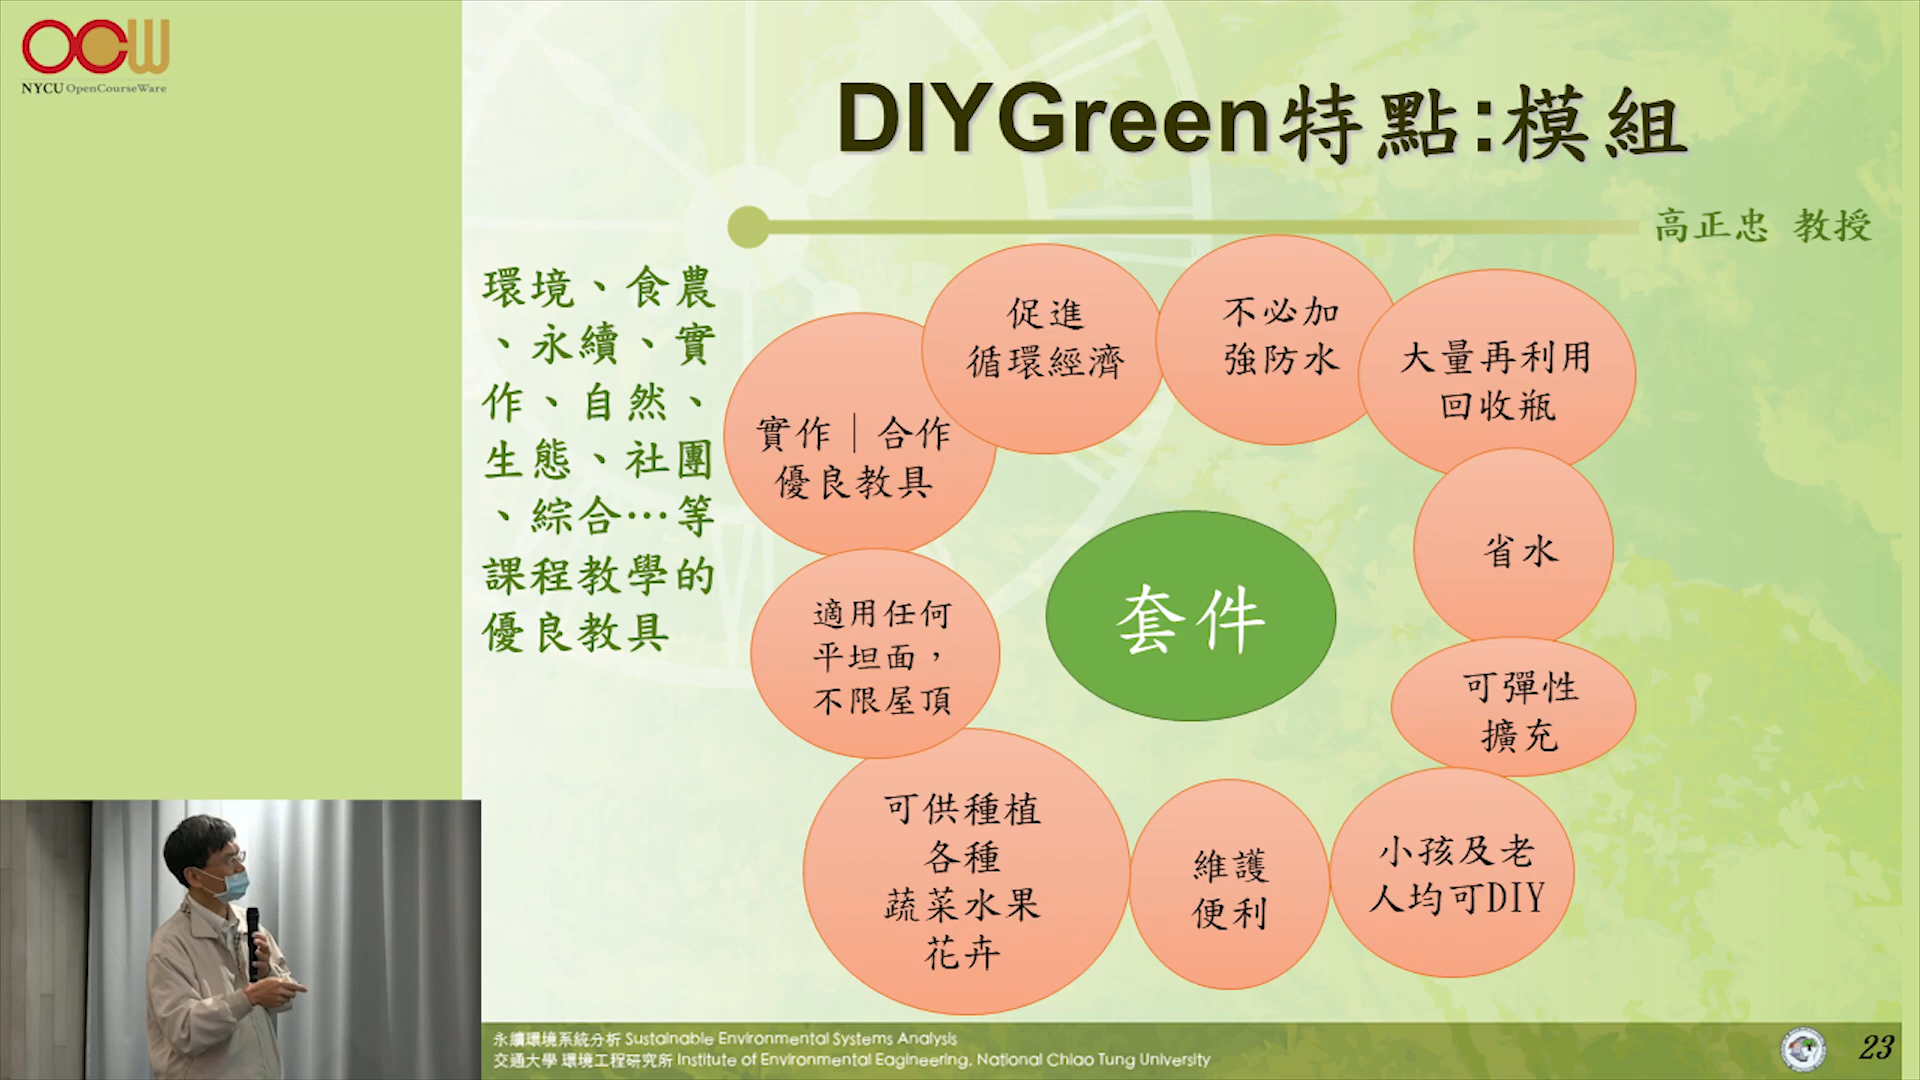 OCW
NYCU OpenCourseWare
DIYGreen特點:模組
高正忠 教授
環境、食農
、永續、實
作、自然、
生態、社團
、綜合…等
課程教學的
優良教具
促進
循環經濟
不必加
強防水
大量再利用
回收瓶
實作｜合作
優良教具
省水
套件
適用任何
平坦面，
不限屋頂
可彈性
擴充
可供種植
各種
蔬菜水果
花卉
維護
便利
小孩及老
人均可DIY
永續環境系統分析 Sustainable Environmental Systems Analysis
交通大學 環境工程研究所 Institute of Environmental Eagineering, National Chiao Tung University
23